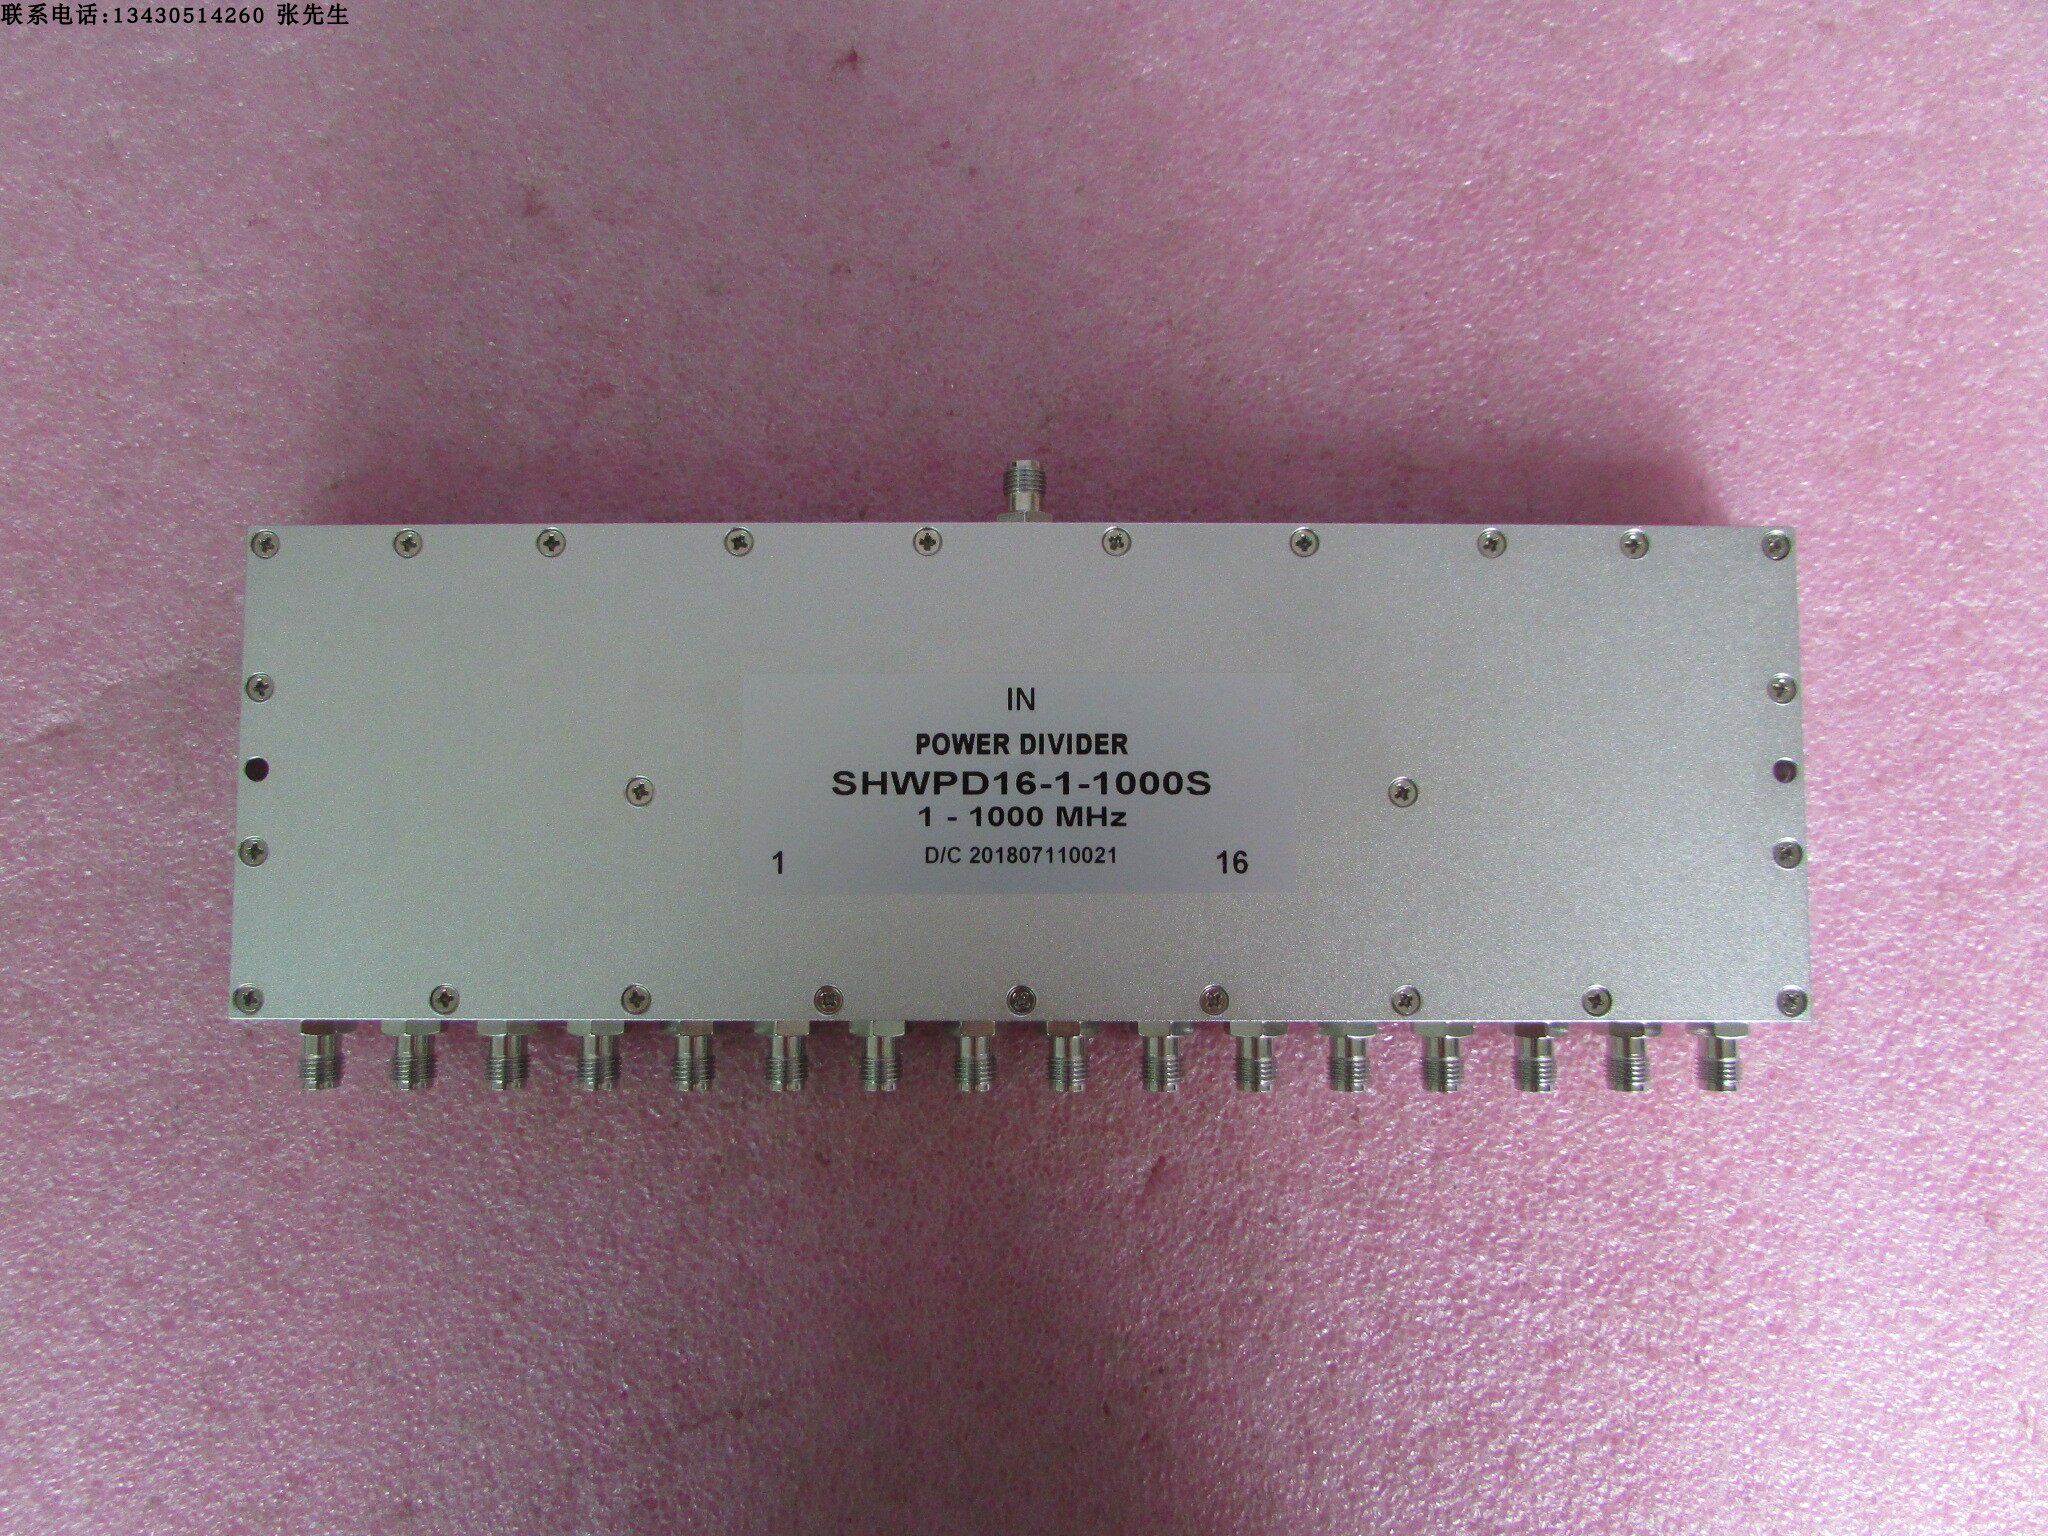 联系电话:13430514260 张先生
IN
POWER DIVIDER
SHWPD16-1-1000S
1 - 1000 MHz
D/C 201807110021
1 16